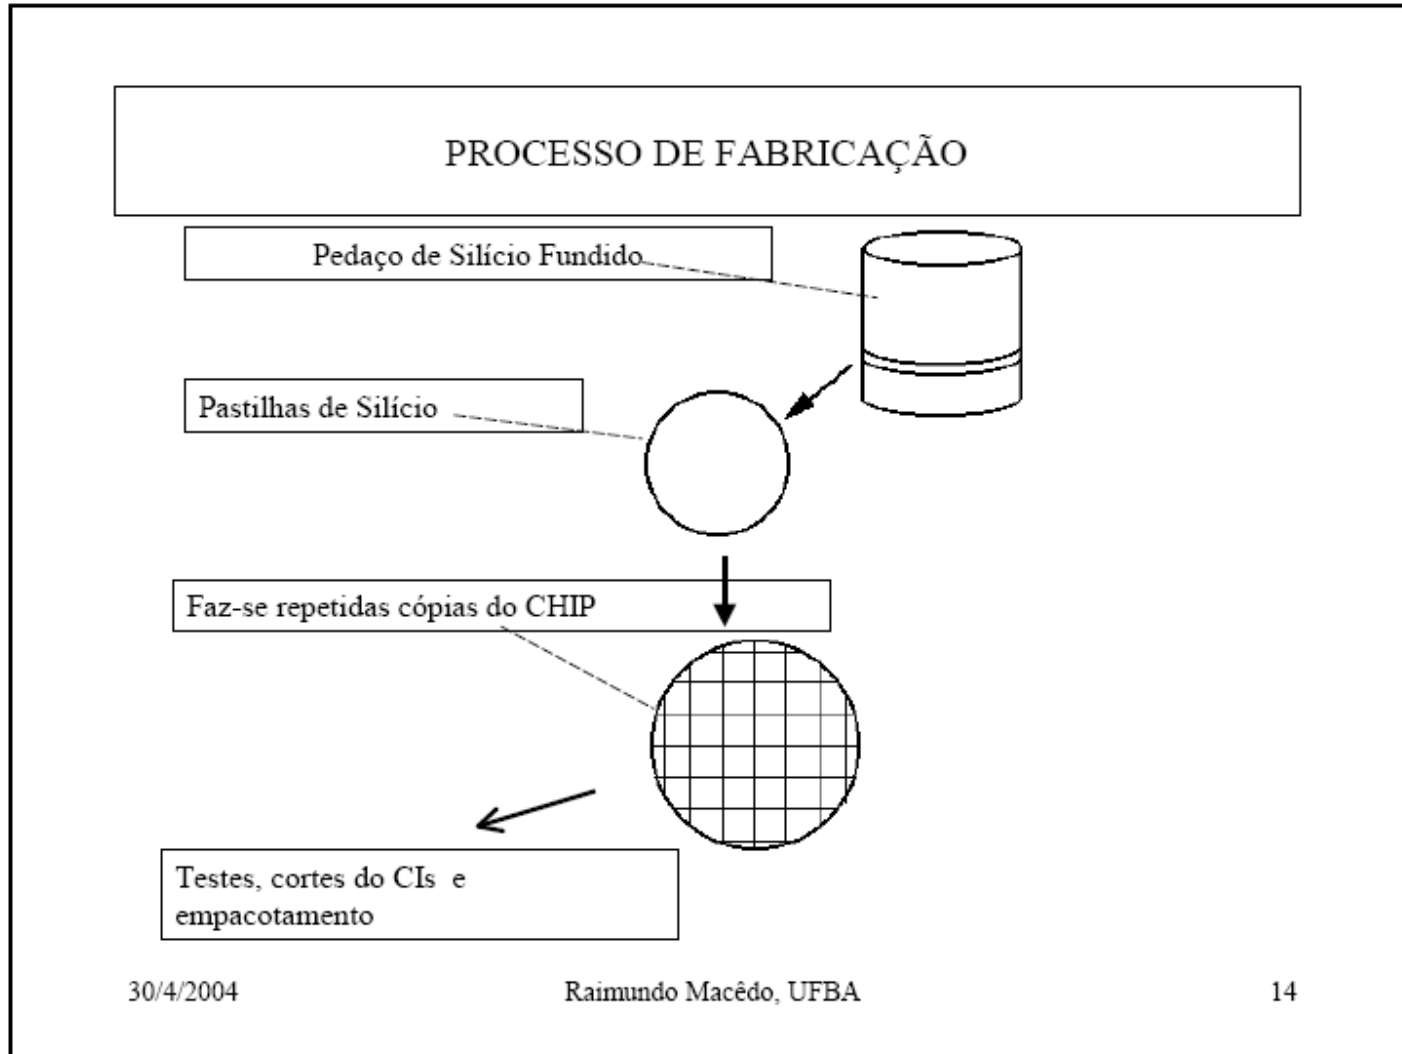 PROCESSO DE FABRICAÇÃO
Pedaço de Silício Fundido
Pastilhas de Silício
Faz-se repetidas cópias do CHIP
Testes, cortes do CIs e
empacotamento
30/4/2004
Raimundo Macêdo, UFBA
14